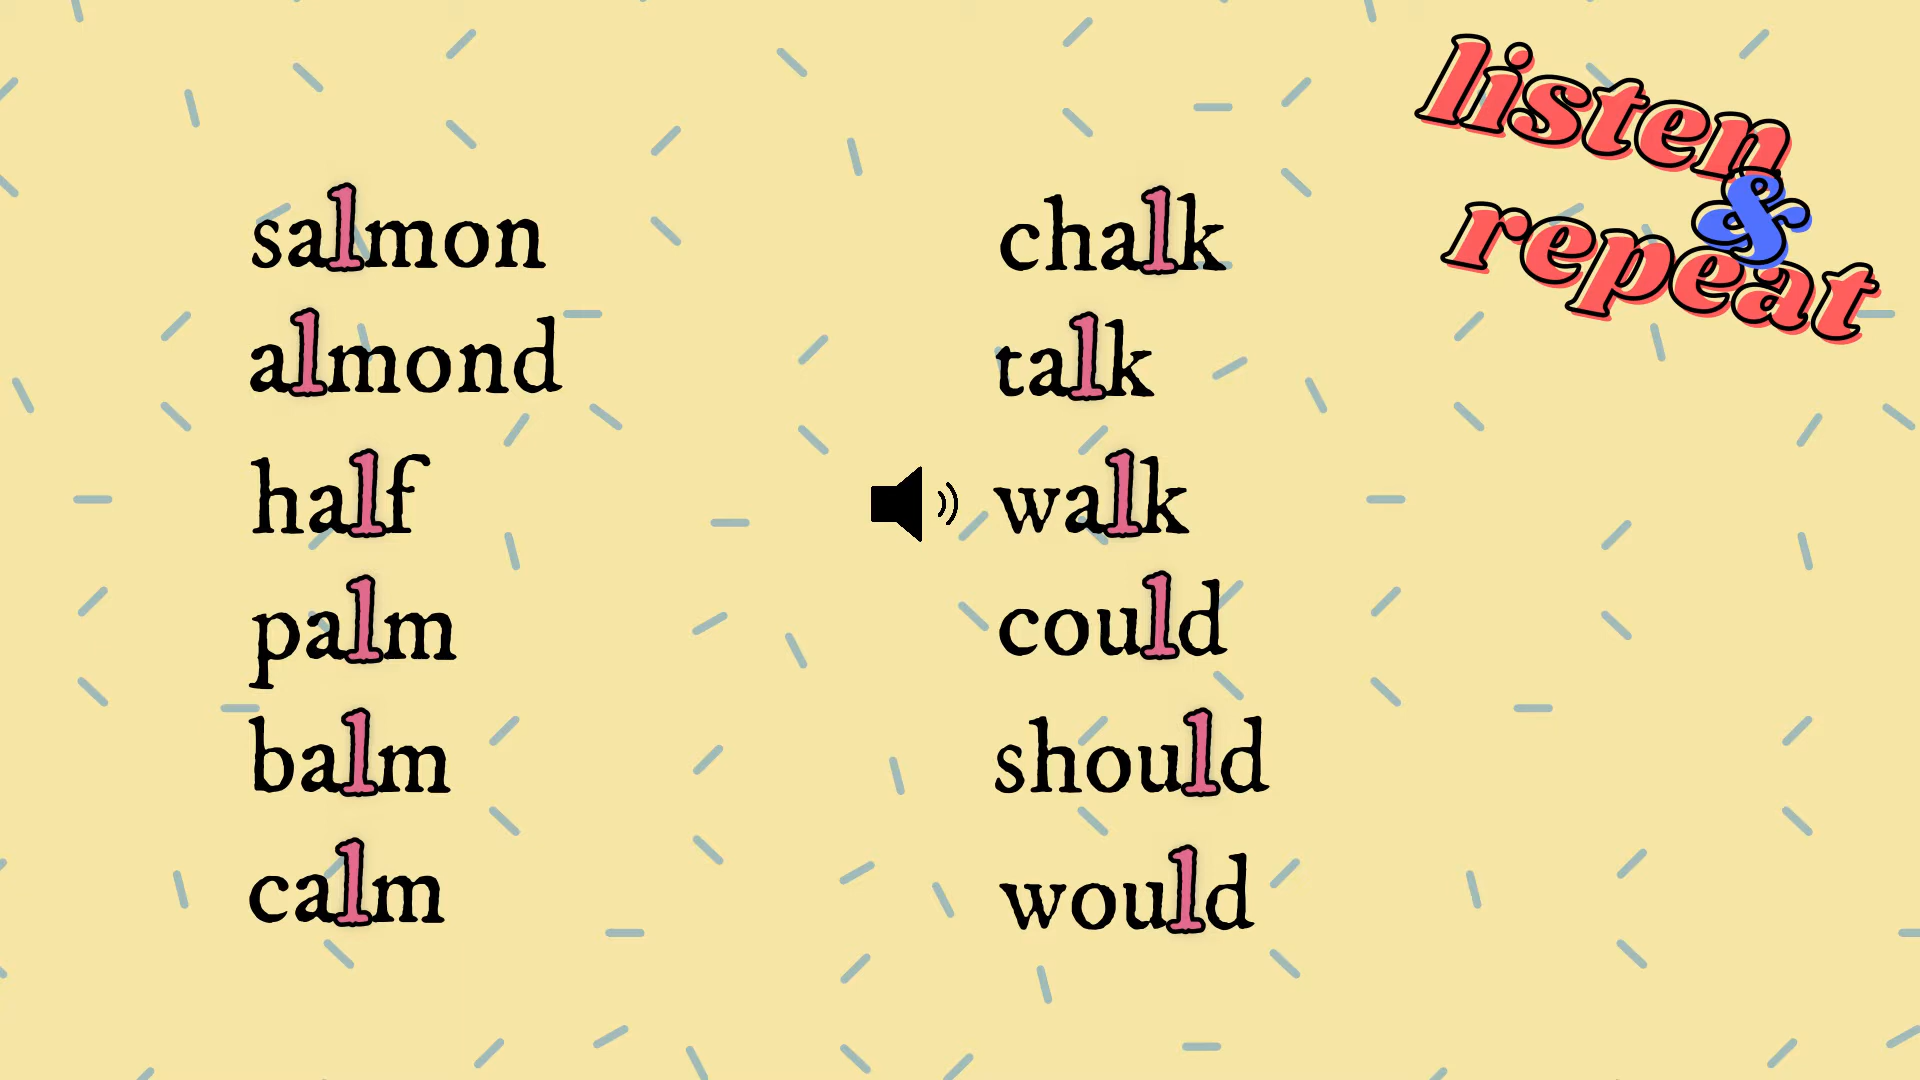 listen
&
repeat
salmon
almond
half
palm
balm
calm
chalk
talk
walk
could
should
would